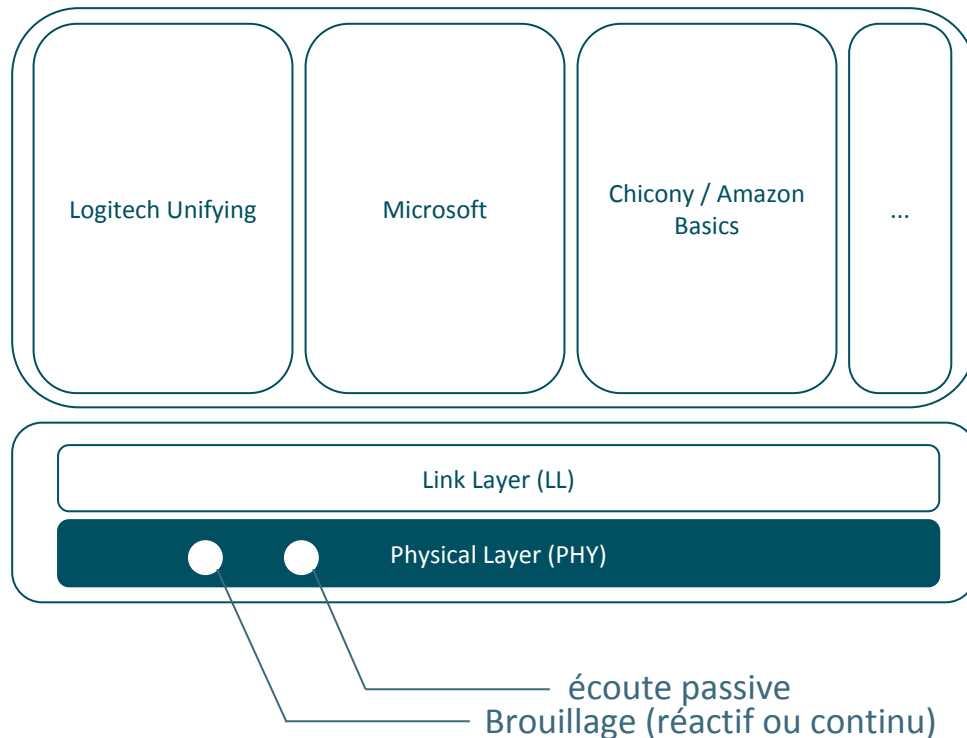 Logitech Unifying
Microsoft
Chicony / Amazon
Basics
...
Link Layer (LL)
Physical Layer (PHY)
écoute passive
Brouillage (réactif ou continu)